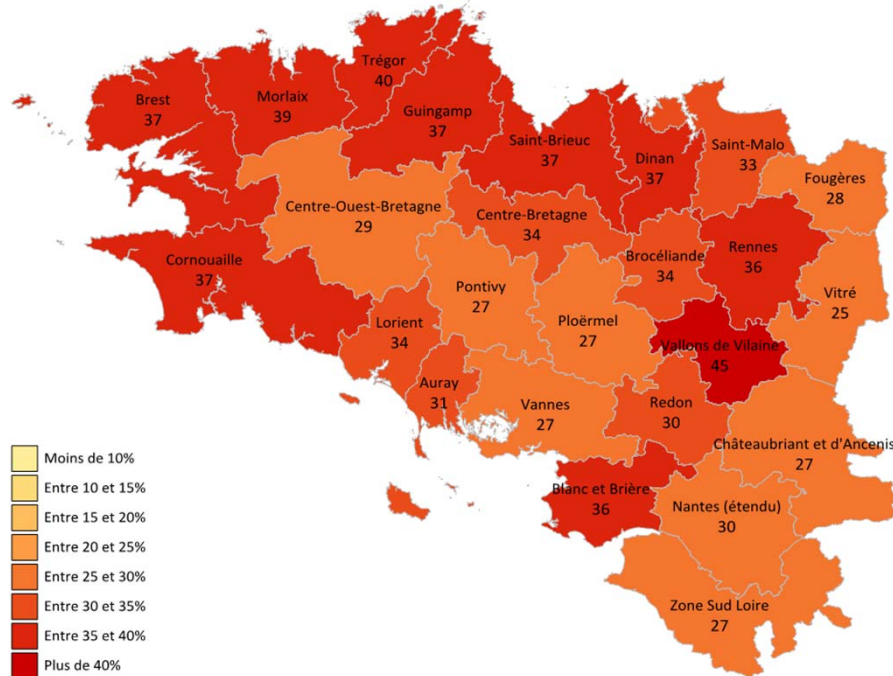 Trégor
40
Brest
37
Morlaix
39
Guingamp
37
Saint-Brieuc
37
Dinan
37
Saint-Malo
33
Fougères
28
Centre-Ouest-Bretagne
29
Centre-Bretagne
34
Brocéliande
34
Rennes
36
Cornouaille
37
Pontivy
27
Ploërmel
27
Vitré
25
Lorient
34
Vallons de Vilaine
45
Auray
31
Vannes
27
Redon
30
Châteaubriant et d'Ancenis
27
Blanc et Brière
36
Nantes (étendu)
30
Zone Sud Loire
27
Moins de 10%
Entre 10 et 15%
Entre 15 et 20%
Entre 20 et 25%
Entre 25 et 30%
Entre 30 et 35%
Entre 35 et 40%
Plus de 40%